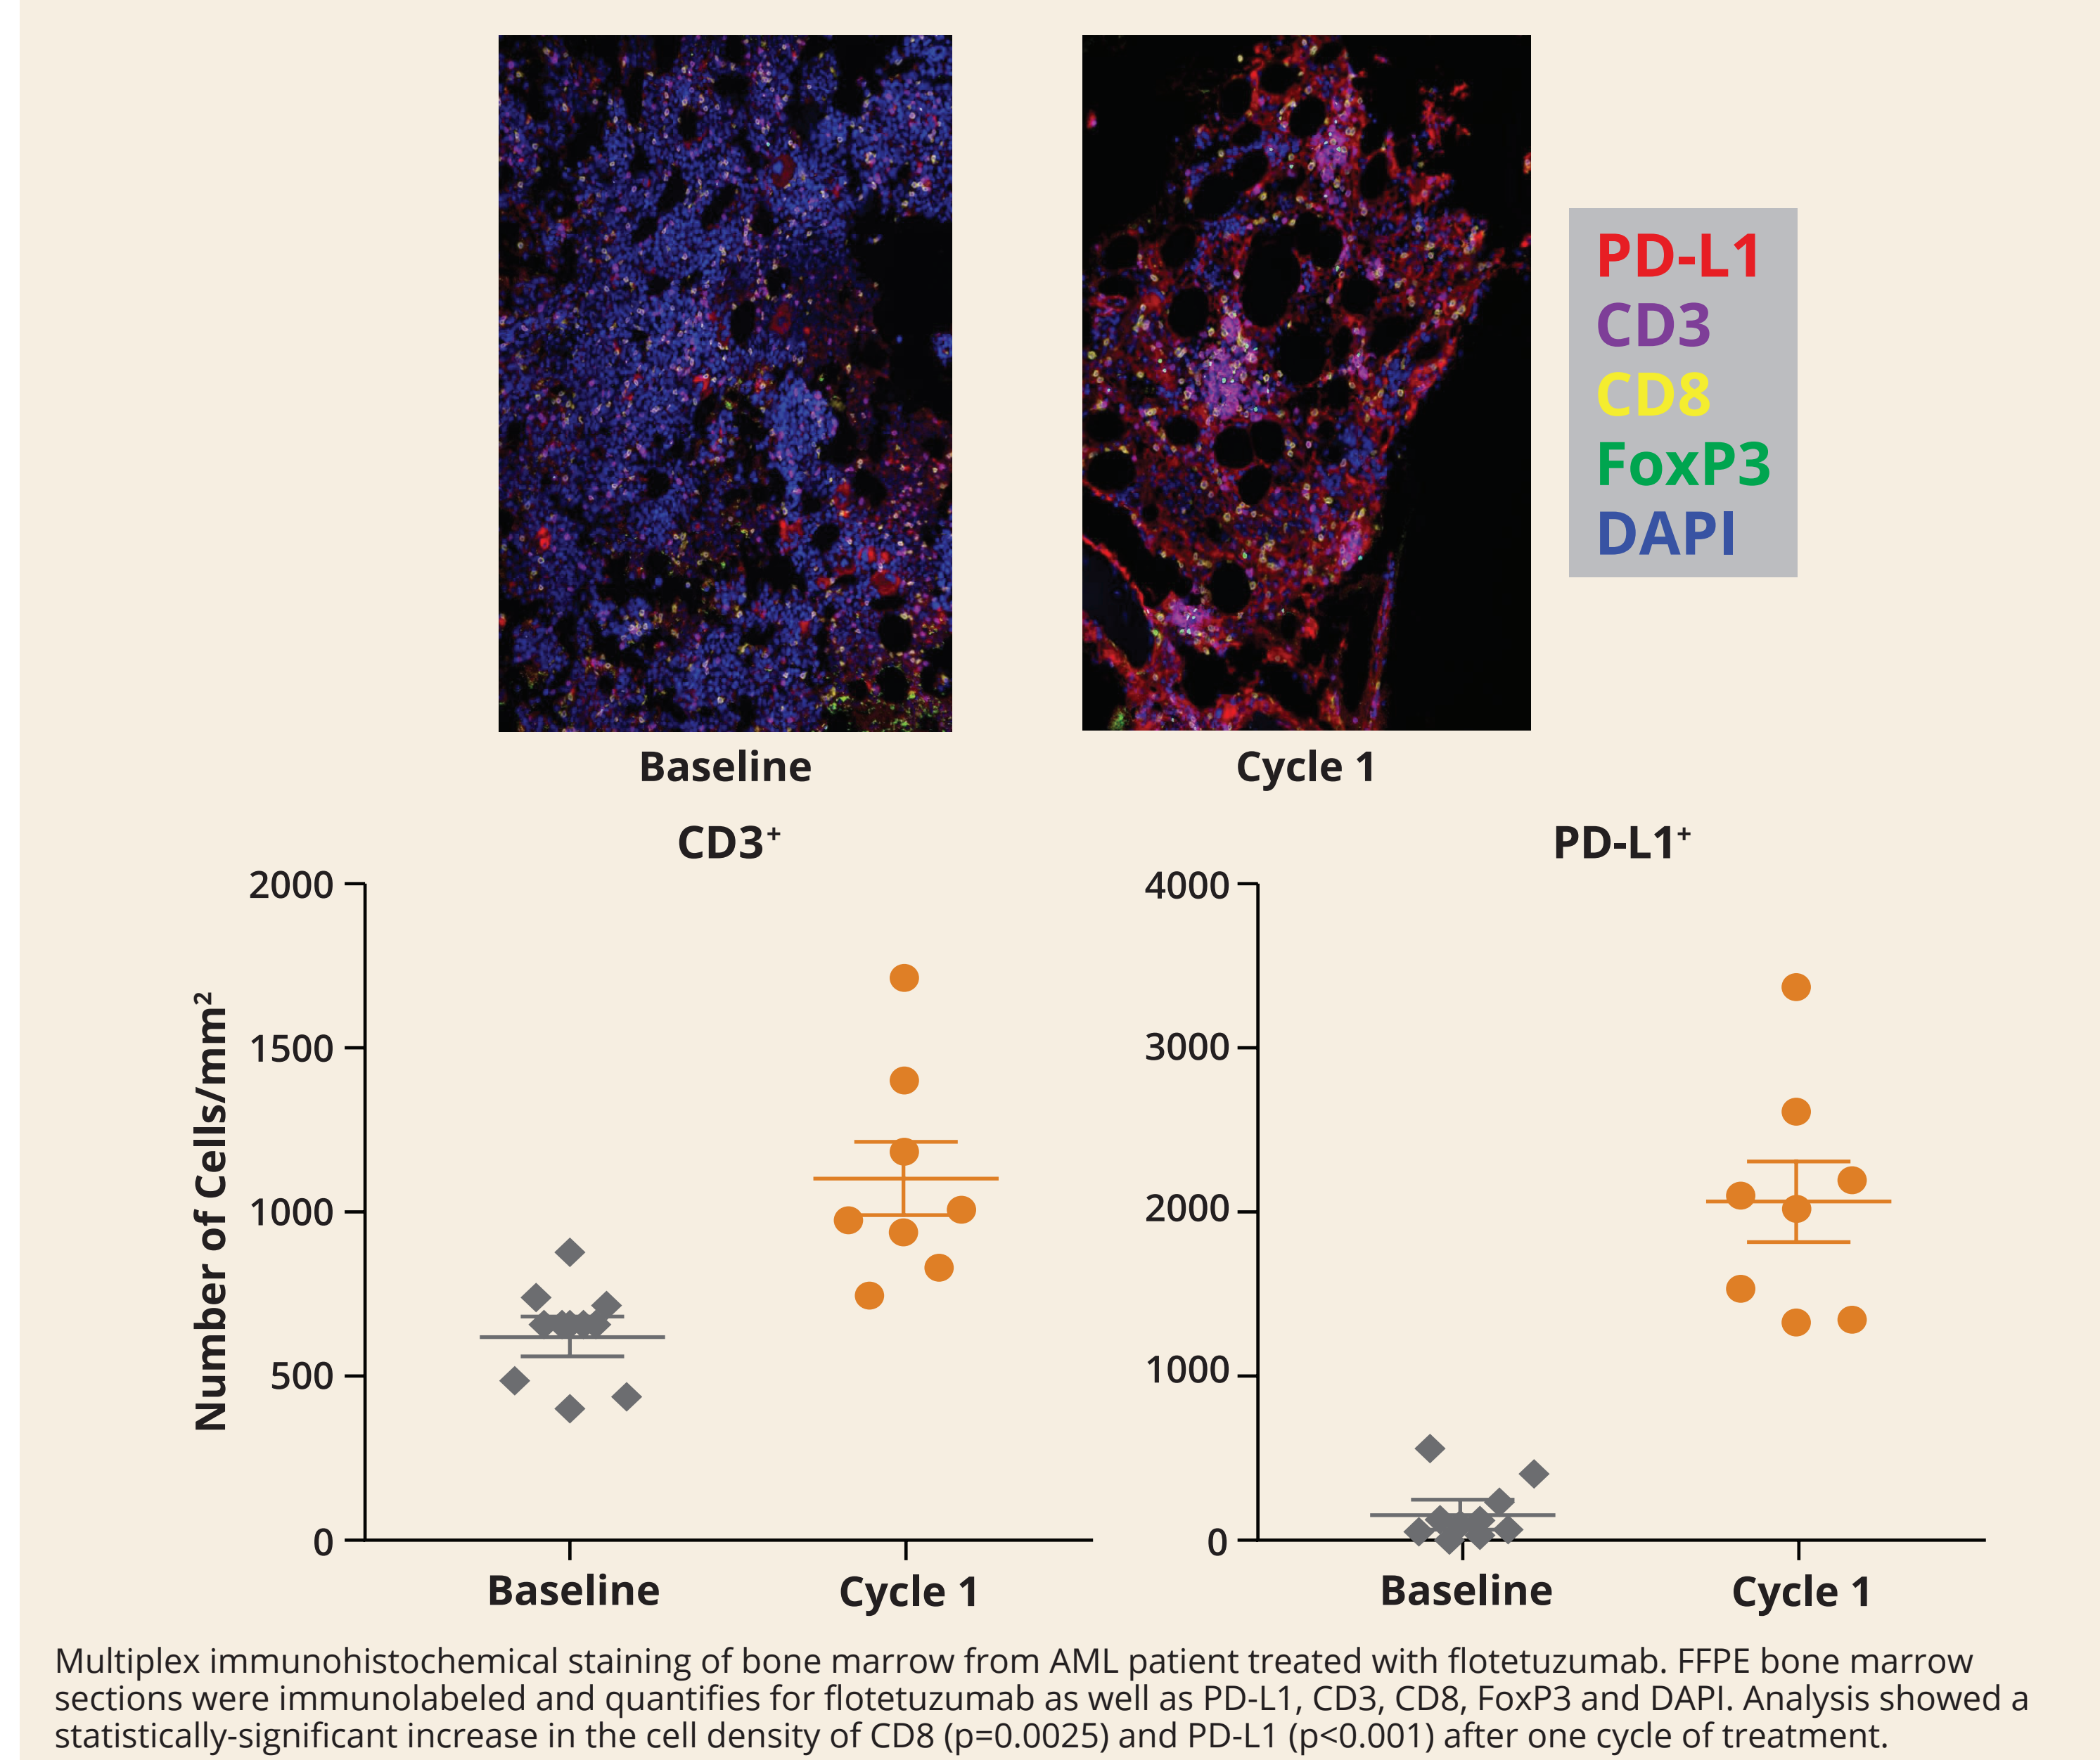 PD-L1
CD3
CD8
FoxP3
DAPI
Baseline
Cycle 1
CD3⁺
Number of Cells/mm²
2000
1500
1000
500
0
Baseline
Cycle 1
PD-L1⁺
4000
3000
2000
1000
0
Baseline
Cycle 1
Multiplex immunohistochemical staining of bone marrow from AML patient treated with flotetuzumab. FFPE bone marrow
sections were immunolabeled and quantifies for flotetuzumab as well as PD-L1, CD3, CD8, FoxP3 and DAPI. Analysis showed a
statistically-significant increase in the cell density of CD8 (p=0.0025) and PD-L1 (p<0.001) after one cycle of treatment.